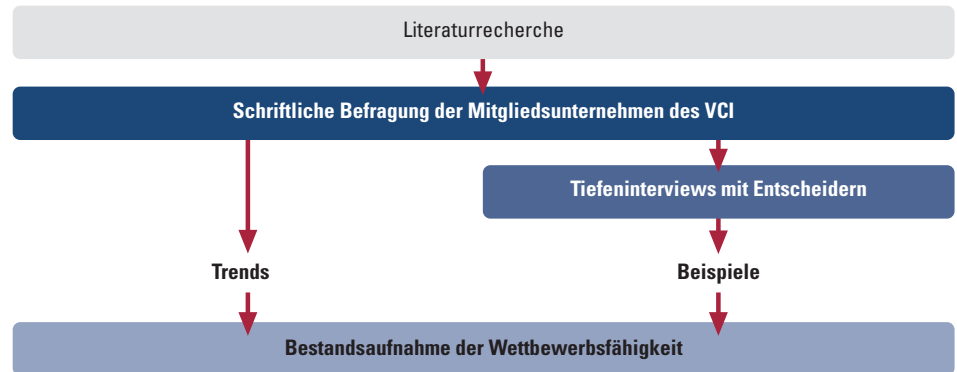 Literaturrecherche
Schriftliche Befragung der Mitgliedsunternehmen des VCI
Tiefeninterviews mit Entscheidern
Trends
Beispiele
Bestandsaufnahme der Wettbewerbsfähigkeit